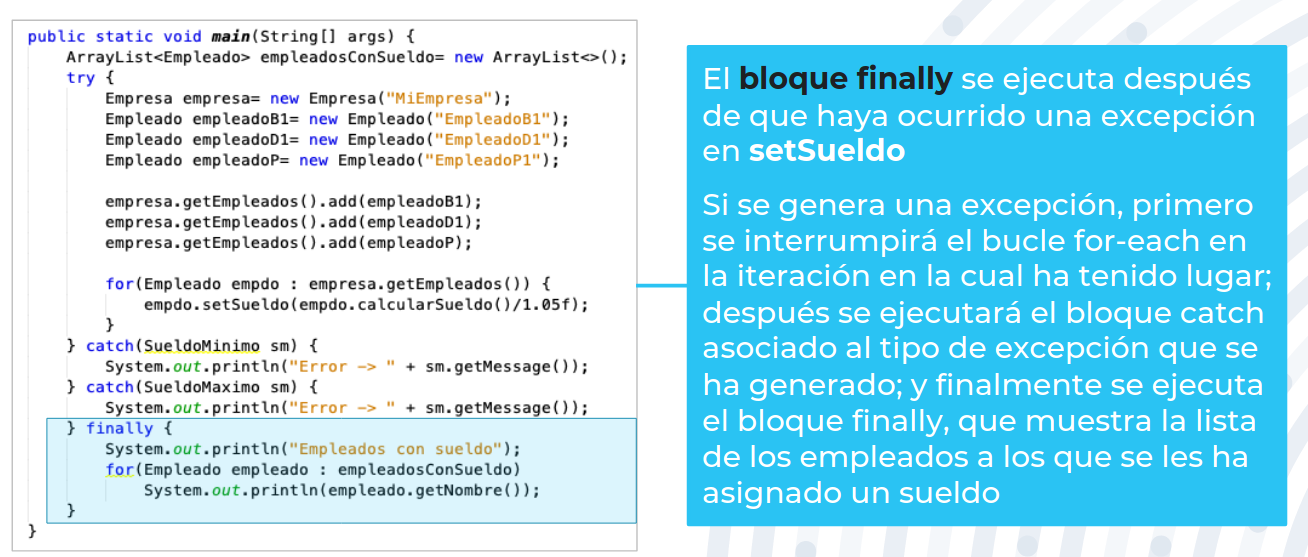 public static void main(String[] args) {
ArrayList<Empleado> empleadosConSueldo= new ArrayList<>();
try {
Empresa empresa= new Empresa("MiEmpresa");
Empleado empleadoB1= new Empleado("EmpleadoB1");
Empleado empleadoD1= new Empleado("EmpleadoD1");
Empleado empleadoP= new Empleado("EmpleadoP1");
empresa.getEmpleados().add(empleadoB1);
empresa.getEmpleados().add(empleadoD1);
empresa.getEmpleados().add(empleadoP);
for(Empleado empdo : empresa.getEmpleados()) {
empdo.setSueldo(empdo.calcularSueldo()/1.05f);
}
} catch(SueldoMinimo sm) {
System.out.println("Error -> " + sm.getMessage());
} catch(SueldoMaximo sm) {
System.out.println("Error -> " + sm.getMessage());
} finally {
System.out.println("Empleados con sueldo");
for(Empleado empleado : empleadosConSueldo)
System.out.println(empleado.getNombre());
}
}
El bloque finally se ejecuta después
de que haya ocurrido una excepción
en setSueldo
Si se genera una excepción, primero
se interrumpirá el bucle for-each en
la iteración en la cual ha tenido lugar;
después se ejecutará el bloque catch
asociado al tipo de excepción que se
ha generado; y finalmente se ejecuta
el bloque finally, que muestra la lista
de los empleados a los que se les ha
asignado un sueldo